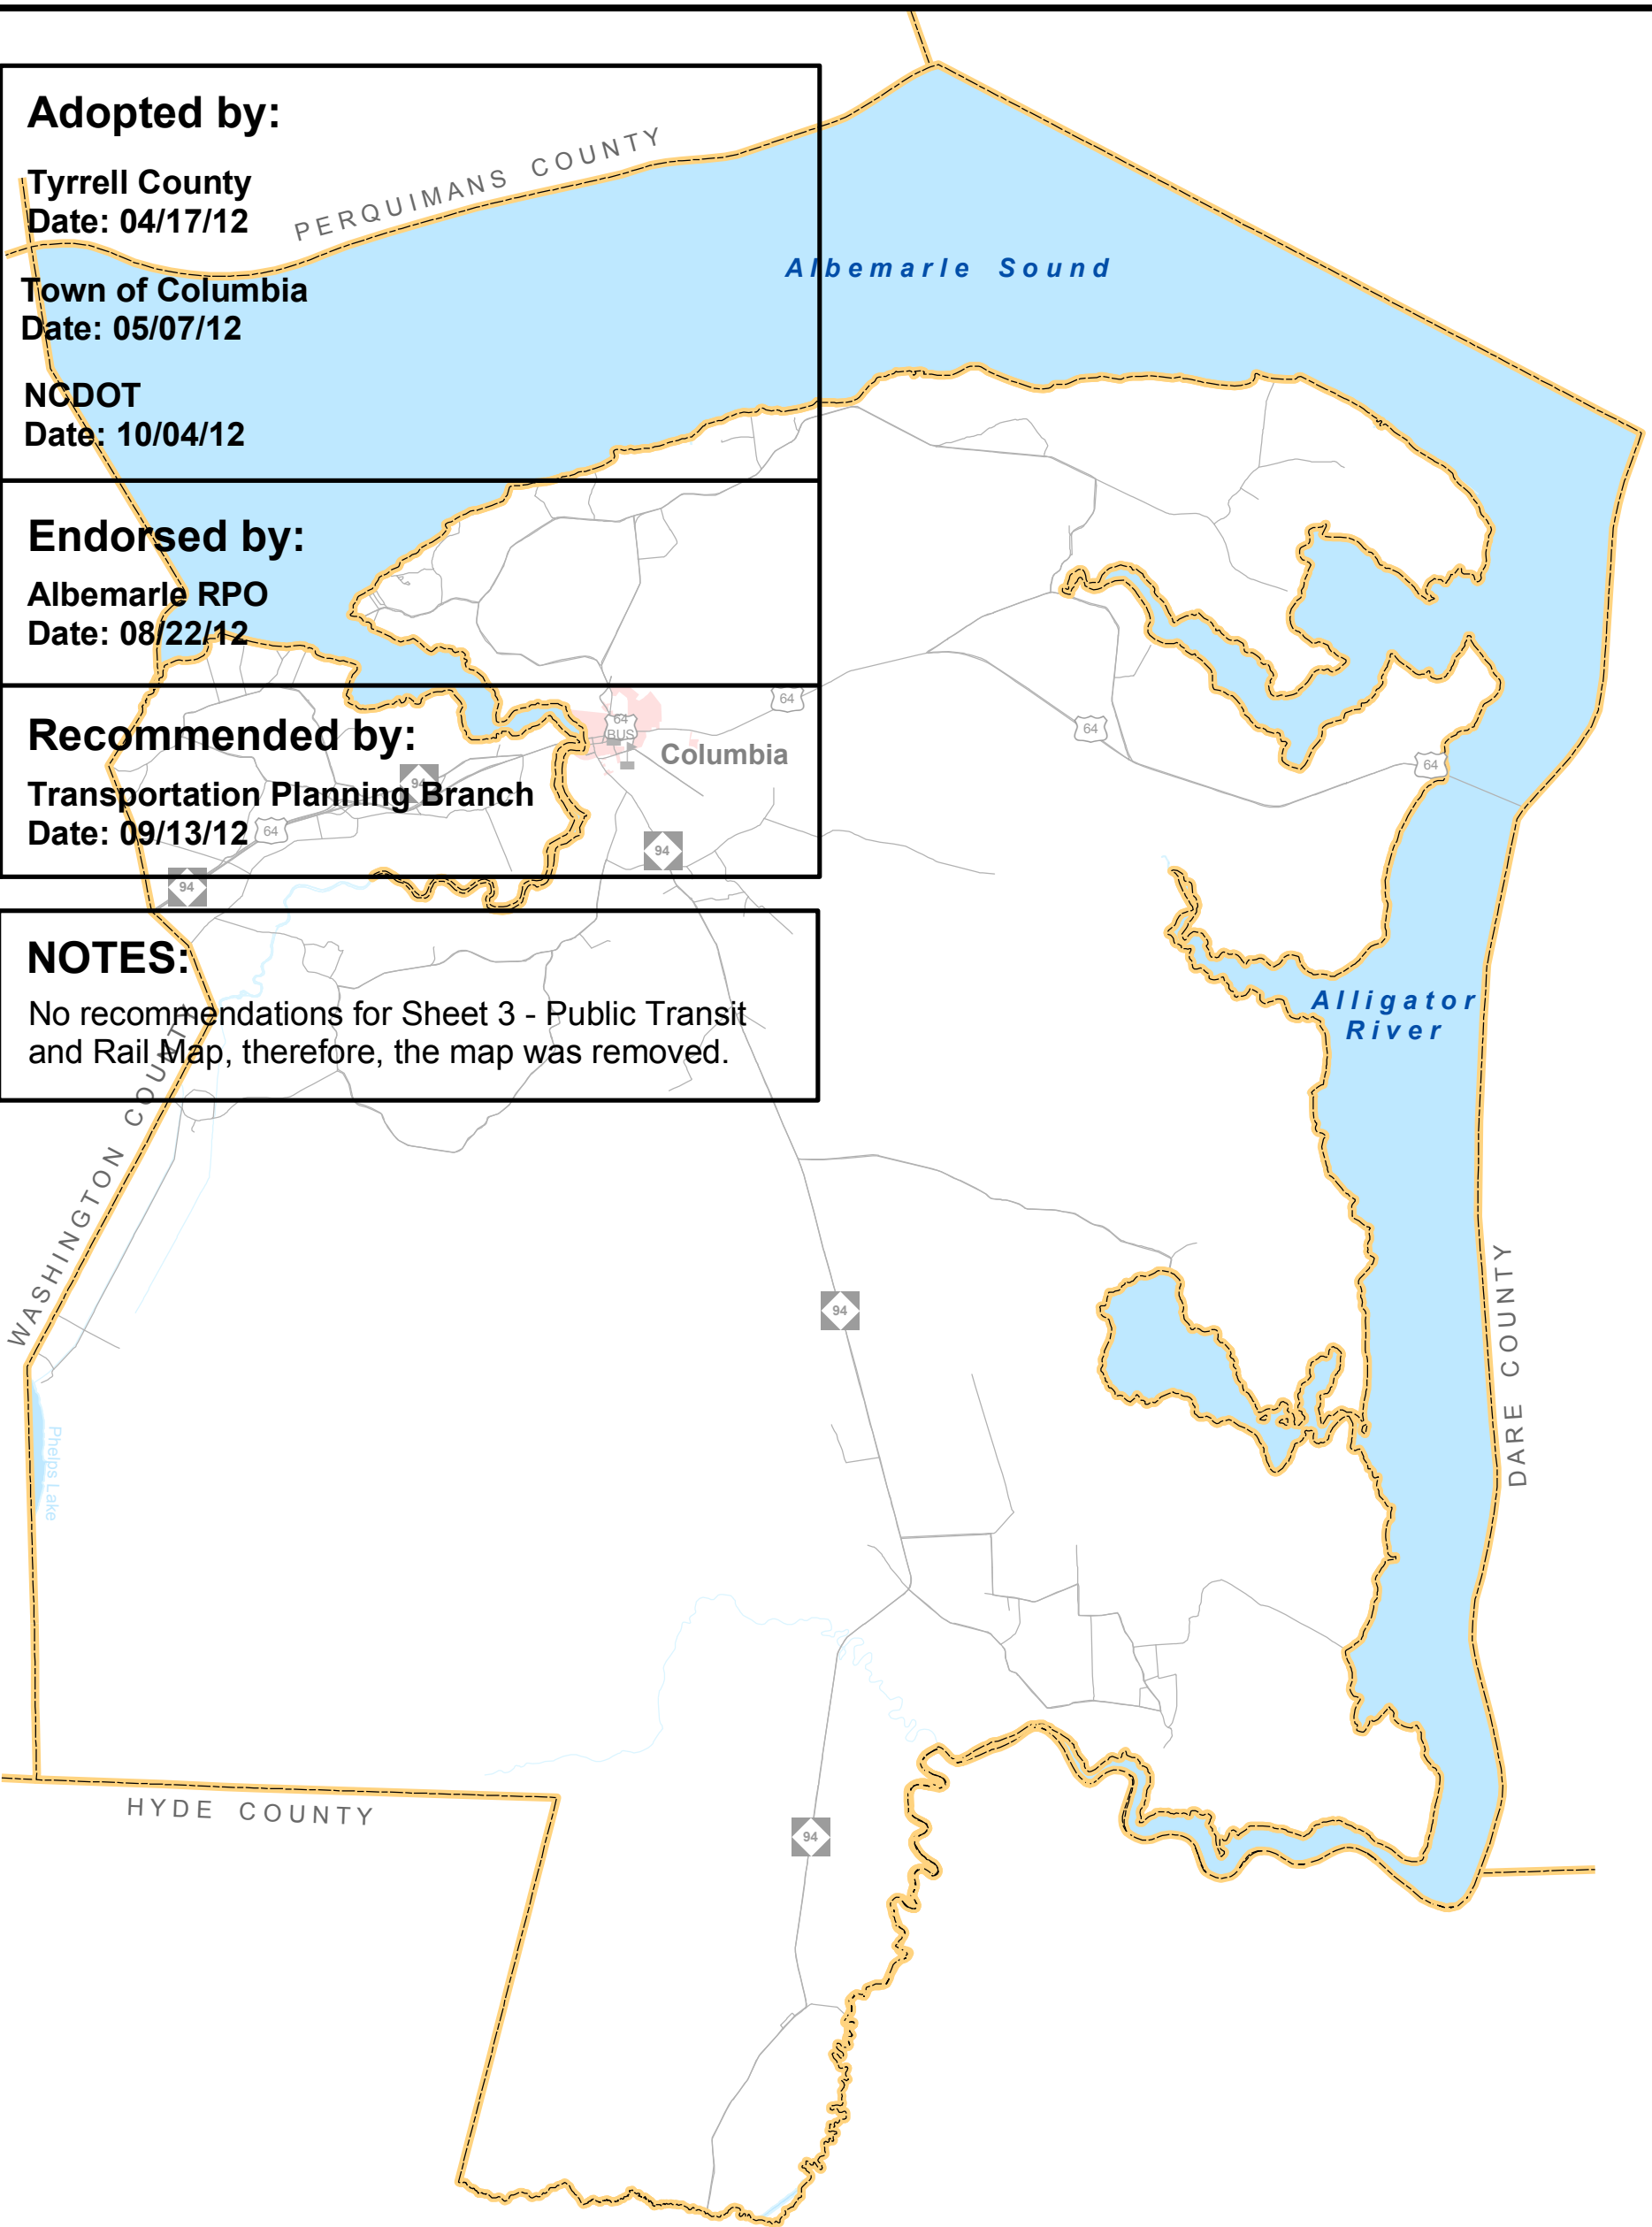 Adopted by:
Tyrrell County
Date: 04/17/12
Town of Columbia
Date: 05/07/12
NCDOT
Date: 10/04/12
Endorsed by:
Albemarle RPO
Date: 08/22/12
Recommended by:
Transportation Planning Branch
Date: 09/13/12
NOTES:
No recommendations for Sheet 3 - Public Transit
and Rail Map, therefore, the map was removed.
PERQUIMANS COUNTY
Albemarle Sound
64
BUS
64
Columbia
64
64
94
64
94
94
Alligator
River
WASHINGTON COUNTY
94
DARE COUNTY
Phelps Lake
HYDE COUNTY
94